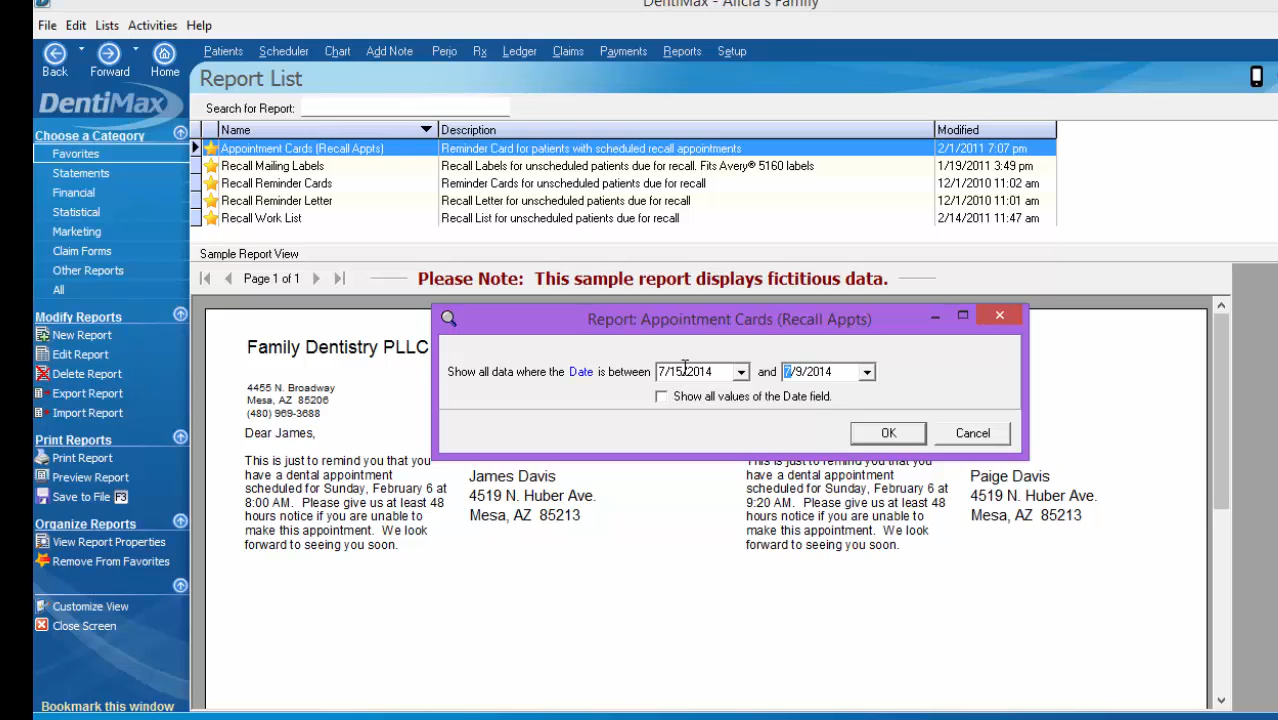 DentiMax - Alicia's Family
File Edit Lists Activities Help
Back Forward Home
Patients Scheduler Chart Add Note Perio Rx Ledger Claims Payments Reports Setup
DentiMax
Report List
Search for Report:
Choose a Category
Favorites
Statements
Financial
Statistical
Marketing
Claim Forms
Other Reports
All
Modify Reports
New Report
Edit Report
Delete Report
Export Report
Import Report
Print Reports
Print Report
Preview Report
Save to File F3
Organize Reports
View Report Properties
Remove From Favorites
Customize View
Close Screen
Bookmark this window
Name Description Modified
Appointment Cards (Recall Appts) Reminder Card for patients with scheduled recall appointments 2/1/2011 7:07 pm
Recall Mailing Labels Recall Labels for unscheduled patients due for recall. Fits Avery® 5160 labels 1/19/2011 3:49 pm
Recall Reminder Cards Reminder Cards for unscheduled patients due for recall 12/1/2010 11:02 am
Recall Reminder Letter Recall Letter for unscheduled patients due for recall 12/1/2010 11:01 am
Recall Work List Recall List for unscheduled patients due for recall 2/14/2011 11:47 am
Sample Report View
Page 1 of 1 Please Note: This sample report displays fictitious data.
Report: Appointment Cards (Recall Appts)
Show all data where the Date is between 7/15/2014 and 7/9/2014
Show all values of the Date field.
OK Cancel
Family Dentistry PLLC
4455 N. Broadway
Mesa, AZ 85206
(480) 969-3688
Dear James,
This is just to remind you that you
have a dental appointment
scheduled for Sunday, February 6 at
8:00 AM. Please give us at least 48
hours notice if you are unable to
make this appointment. We look
forward to seeing you soon.
James Davis
4519 N. Huber Ave.
Mesa, AZ 85213
This is just to remind you that you
have a dental appointment
scheduled for Sunday, February 6 at
9:20 AM. Please give us at least 48
hours notice if you are unable to
make this appointment. We look
forward to seeing you soon.
Paige Davis
4519 N. Huber Ave.
Mesa, AZ 85213